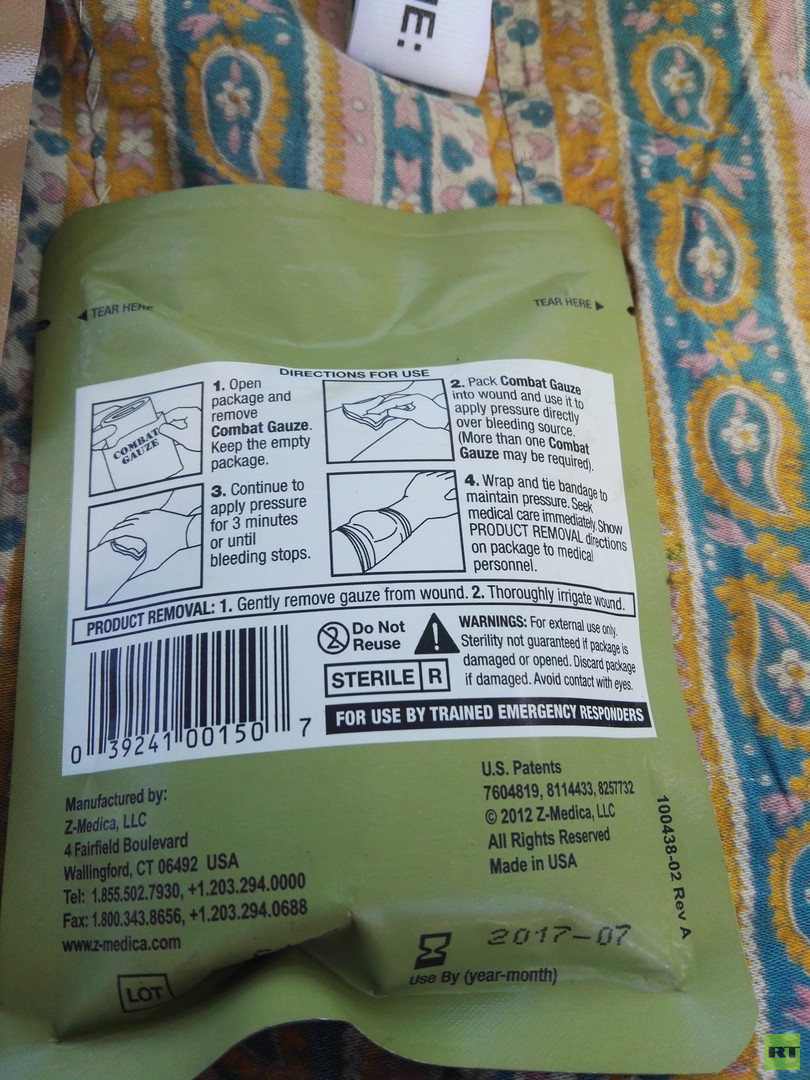 ME:
◀ TEAR HERE
TEAR HERE ▶
DIRECTIONS FOR USE
COMBAT
GAUZE
1. Open
package and
remove
Combat Gauze.
Keep the empty
package.
2. Pack Combat Gauze
into wound and use it to
apply pressure directly
over bleeding source.
(More than one Combat
Gauze may be required).
3. Continue to
apply pressure
for 3 minutes
or until
bleeding stops.
4. Wrap and tie bandage to
maintain pressure. Seek
medical care immediately. Show
PRODUCT REMOVAL directions
on package to medical
personnel.
PRODUCT REMOVAL: 1. Gently remove gauze from wound. 2. Thoroughly irrigate wound.
Do Not
Reuse
STERILE R
WARNINGS: For external use only.
Sterility not guaranteed if package is
damaged or opened. Discard package
if damaged. Avoid contact with eyes.
FOR USE BY TRAINED EMERGENCY RESPONDERS
0 39241 00150 7
Manufactured by:
Z-Medica, LLC
4 Fairfield Boulevard
Wallingford, CT 06492 USA
Tel: 1.855.502.7930, +1.203.294.0000
Fax: 1.800.343.8656, +1.203.294.0688
www.z-medica.com
U.S. Patents
7604819, 8114433, 8257732
© 2012 Z-Medica, LLC
All Rights Reserved
Made in USA
100438-02 Rev A
LOT
2017-07
Use By (year-month)
RT